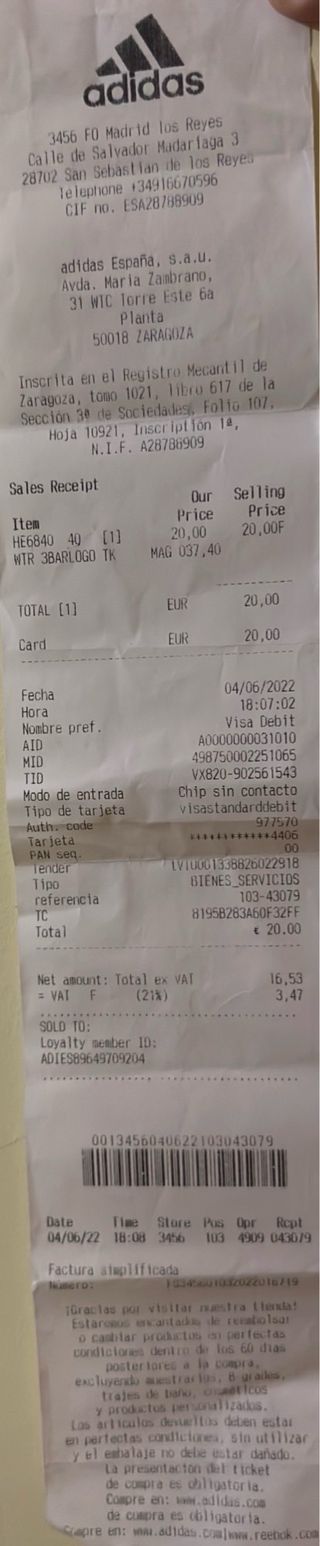 adidas
3456 FO Madrid los Reyes
Calle de Salvador Madariaga 3
28702 San Sebastian de los Reyes
Telephone +34916670596
CIF no. ESA28788909
adidas España, s.a.u.
Avda. Maria Zambrano,
31 WTC Torre Este 6a
Planta
50018 ZARAGOZA
Inscrita en el Registro Mecantil de
Zaragoza, tomo 1021, libro 617 de la
Sección 3ª de Sociedades, Folio 107,
Hoja 10921, Inscription 1ª,
N.I.F. A28788909
Sales Receipt
Our Selling
Item Price Price
HE6840 40 [1] 20,00 20,00F
WTR 3BARLOGO TK MAG 037,40
TOTAL [1] EUR 20,00
Card EUR 20,00
Fecha 04/06/2022
Hora 18:07:02
Nombre pref. Visa Debit
AID A0000000031010
MID 498750002251065
TID VX820-902561543
Modo de entrada Chip sin contacto
Tipo de tarjeta visastandarddebit
Auth. code 977570
Tarjeta ************4406
PAN seq. 00
Tender LV10001338826022918
Tipo BIENES_SERVICIOS
referencia 103-43079
TC 8195B283A60F32FF
Total € 20.00
Net amount: Total ex VAT 16,53
= VAT F (21%) 3,47
SOLD TO:
Loyalty member ID:
ADIES89649709204
0013456040622103043079
Date Time Store Pos Opr Rcpt
04/06/22 18:08 3456 103 4909 043079
Factura simplificada
Número:
¡Gracias por visitar nuestra tienda!
Estaremos encantados de reembolsar
o cambiar productos en perfectas
condiciones dentro de los 60 dias
posteriores a la compra,
excluyendo muestrarios, B grades,
trajes de baño, cosméticos
y productos personalizados.
Los artículos devueltos deben estar
en perfectas condiciones, sin utilizar
y el embalaje no debe estar dañado.
La presentación del ticket
de compra es obligatoria.
Compre en: www.adidas.com
de compra es obligatoria.
Compre en: www.adidas.com|www.reebok.com